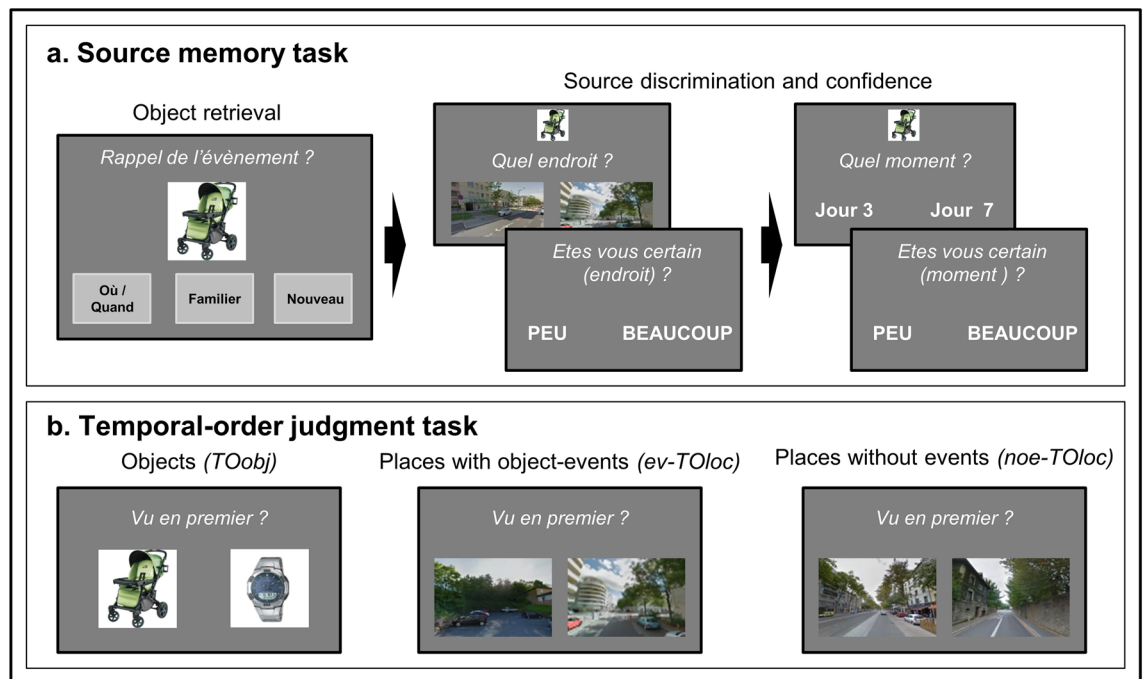 a. Source memory task
Object retrieval
Rappel de l'évènement ?
Où /
Quand
Familier
Nouveau
Source discrimination and confidence
Quel endroit ?
Etes vous certain
(endroit) ?
PEU BEAUCOUP
Quel moment ?
Jour 3 Jour 7
Etes vous certain
(moment ) ?
PEU BEAUCOUP
b. Temporal-order judgment task
Objects (TOobj)
Vu en premier ?
Places with object-events (ev-TOloc)
Vu en premier ?
Places without events (noe-TOloc)
Vu en premier ?